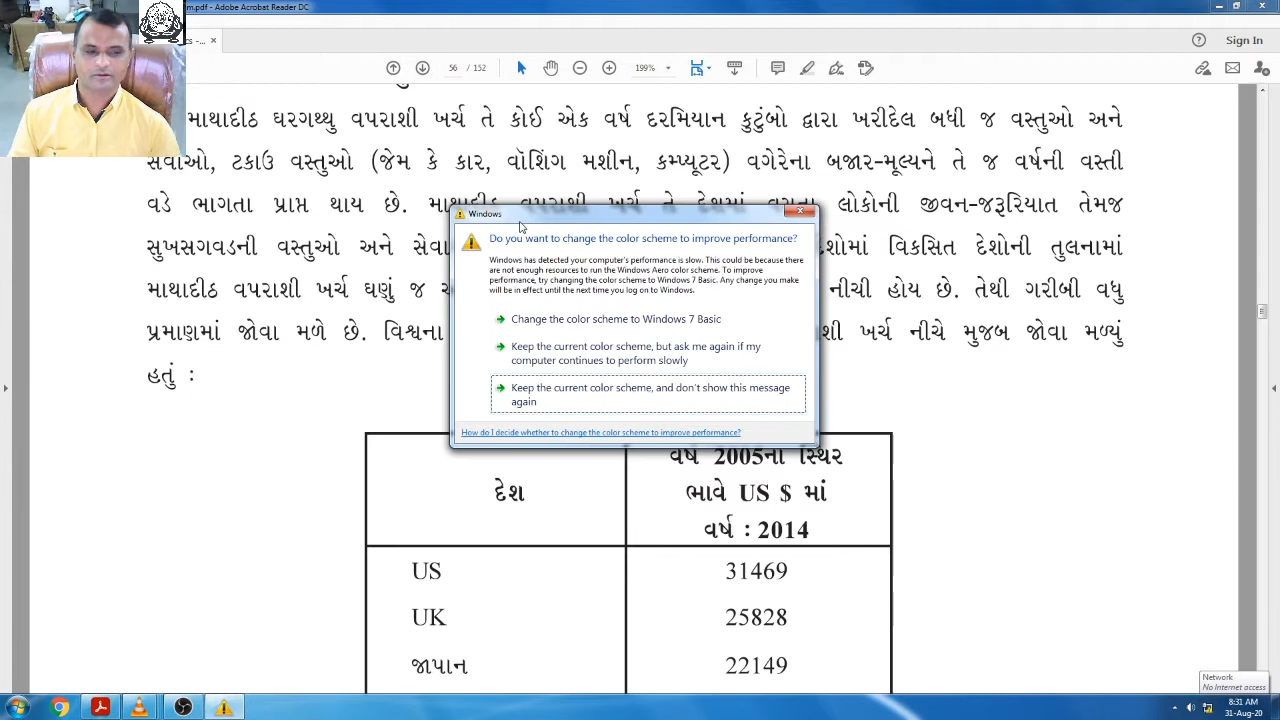 m.pdf - Adobe Acrobat Reader DC
cs -...
Sign In
56 / 152
199%
માથાદીઠ ઘરગથ્થુ વપરાશી ખર્ચ તે કોઈ એક વર્ષ દરમિયાન કુટુંબો દ્વારા ખરીદેલ બધી જ વસ્તુઓ અને
સેવાઓ, ટકાઉ વસ્તુઓ (જેમ કે કાર, વૉશિંગ મશીન, કમ્પ્યૂટર) વગેરેના બજાર-મૂલ્યને તે જ વર્ષની વસ્તી
વડે ભાગતા પ્રાપ્ત થાય છે. માથાદીઠ વપરાશી ખર્ચ તે દેશમાં વસતા લોકોની જીવન-જરૂરિયાત તેમજ
સુખસગવડની વસ્તુઓ અને સેવા દેશોમાં વિકસિત દેશોની તુલનામાં
માથાદીઠ વપરાશી ખર્ચ ઘણું જ નીચી હોય છે. તેથી ગરીબી વધુ
પ્રમાણમાં જોવા મળે છે. વિશ્વના શી ખર્ચ નીચે મુજબ જોવા મળ્યું
હતું :
Windows
Do you want to change the color scheme to improve performance?
Windows has detected your computer's performance is slow. This could be because there
are not enough resources to run the Windows Aero color scheme. To improve
performance, try changing the color scheme to Windows 7 Basic. Any change you make
will be in effect until the next time you log on to Windows.
Change the color scheme to Windows 7 Basic
Keep the current color scheme, but ask me again if my
computer continues to perform slowly
Keep the current color scheme, and don't show this message
again
How do I decide whether to change the color scheme to improve performance?
વર્ષ 2005ના સ્થિર
દેશ
ભાવે US $ માં
વર્ષ : 2014
US 31469
UK 25828
જાપાન 22149
Network
No Internet access
8:31 AM
31-Aug-20